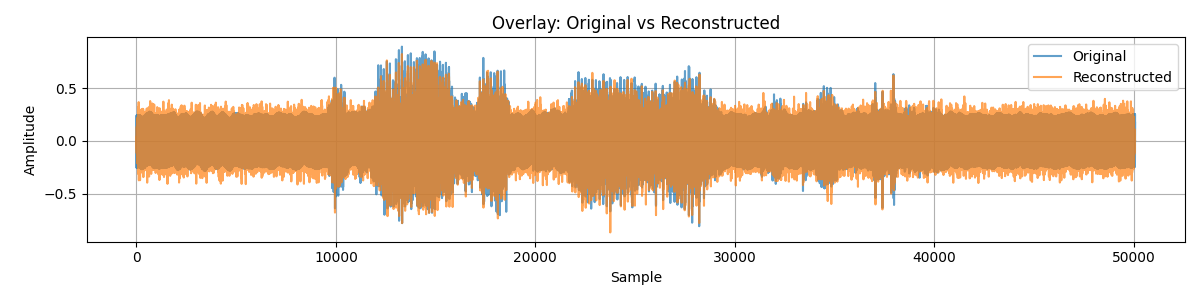 Overlay: Original vs Reconstructed
Original
Reconstructed
Amplitude
0.5
0.0
−0.5
0
10000
20000
30000
40000
50000
Sample